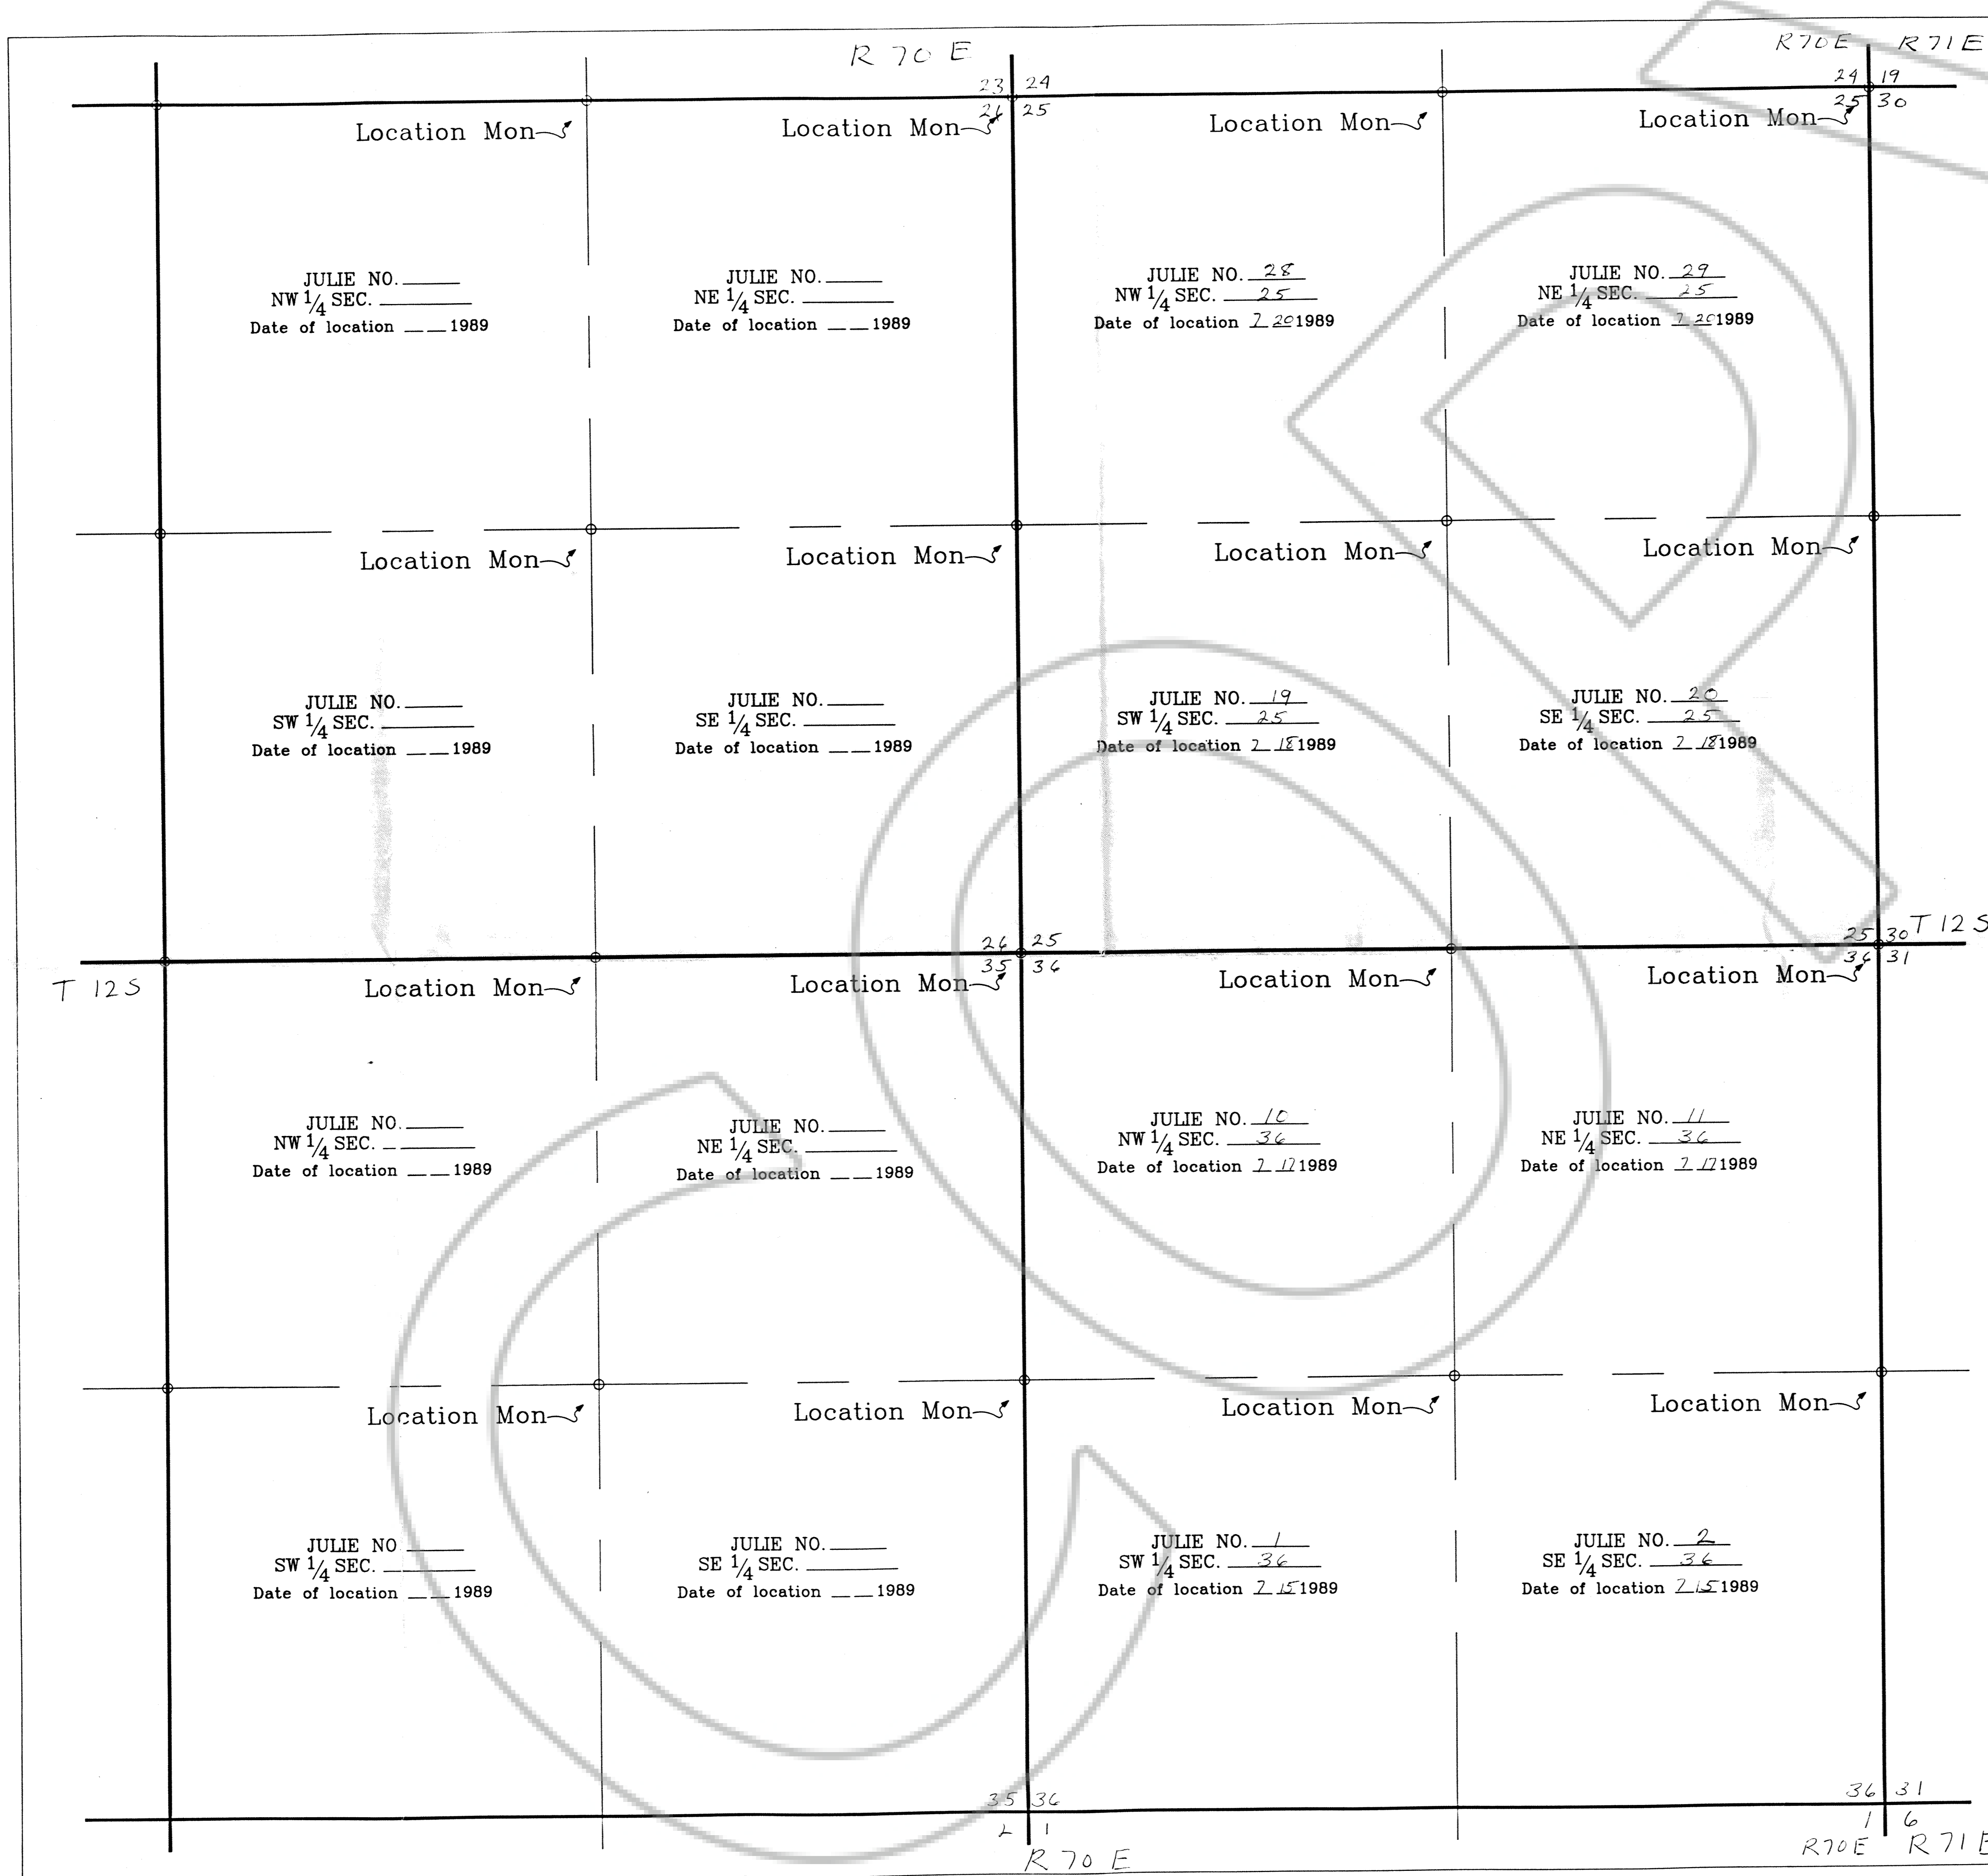 R 70 E
R 70 E R 71 E
23 24
24 19
26 25
25 30
Location Mon Location Mon Location Mon Location Mon
JULIE NO. JULIE NO. JULIE NO. 28 JULIE NO. 29
NW 1/4 SEC. NE 1/4 SEC. NW 1/4 SEC. 25 NE 1/4 SEC. 25
Date of location 1989 Date of location 1989 Date of location 7 20 1989 Date of location 7 20 1989
Location Mon Location Mon Location Mon Location Mon
JULIE NO. JULIE NO. JULIE NO. 19 JULIE NO. 20
SW 1/4 SEC. SE 1/4 SEC. SW 1/4 SEC. 25 SE 1/4 SEC. 25
Date of location 1989 Date of location 1989 Date of location 7 18 1989 Date of location 7 18 1989
26 25
25 30 T 12 S
35 36
36 31
T 12 S
Location Mon Location Mon Location Mon Location Mon
JULIE NO. JULIE NO. JULIE NO. 10 JULIE NO. 11
NW 1/4 SEC. NE 1/4 SEC. NW 1/4 SEC. 36 NE 1/4 SEC. 36
Date of location 1989 Date of location 1989 Date of location 7 17 1989 Date of location 7 17 1989
Location Mon Location Mon Location Mon Location Mon
JULIE NO JULIE NO. JULIE NO. 1 JULIE NO. 2
SW 1/4 SEC. SE 1/4 SEC. SW 1/4 SEC. 36 SE 1/4 SEC. 36
Date of location 1989 Date of location 1989 Date of location 7 15 1989 Date of location 7 15 1989
35 36
36 31
2 1
1 6
R 70 E
R 70 E R 71 E